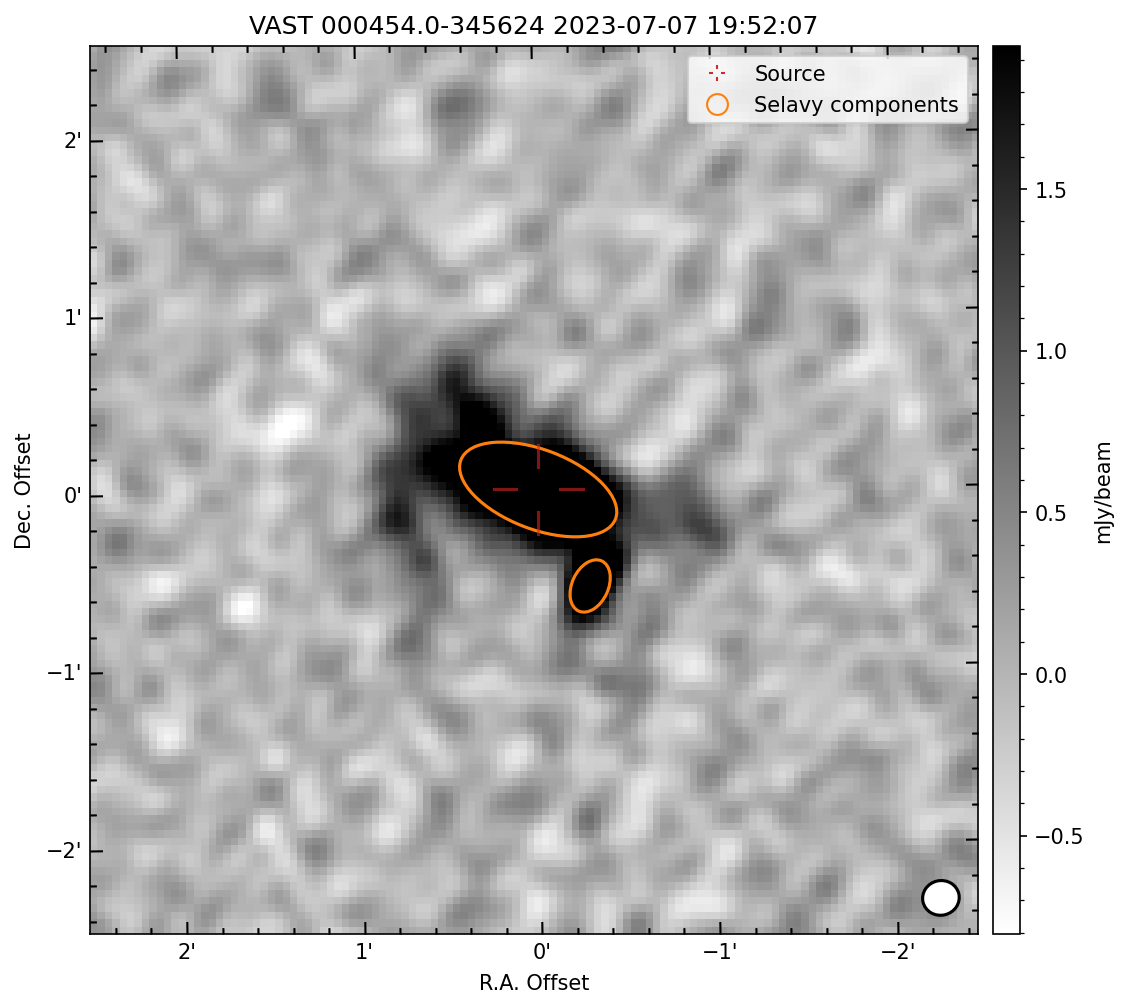 VAST 000454.0-345624 2023-07-07 19:52:07
Source
Selavy components
2'
1'
0'
−1'
−2'
Dec. Offset
2'
1'
0'
−1'
−2'
R.A. Offset
1.5
1.0
0.5
0.0
−0.5
mJy/beam